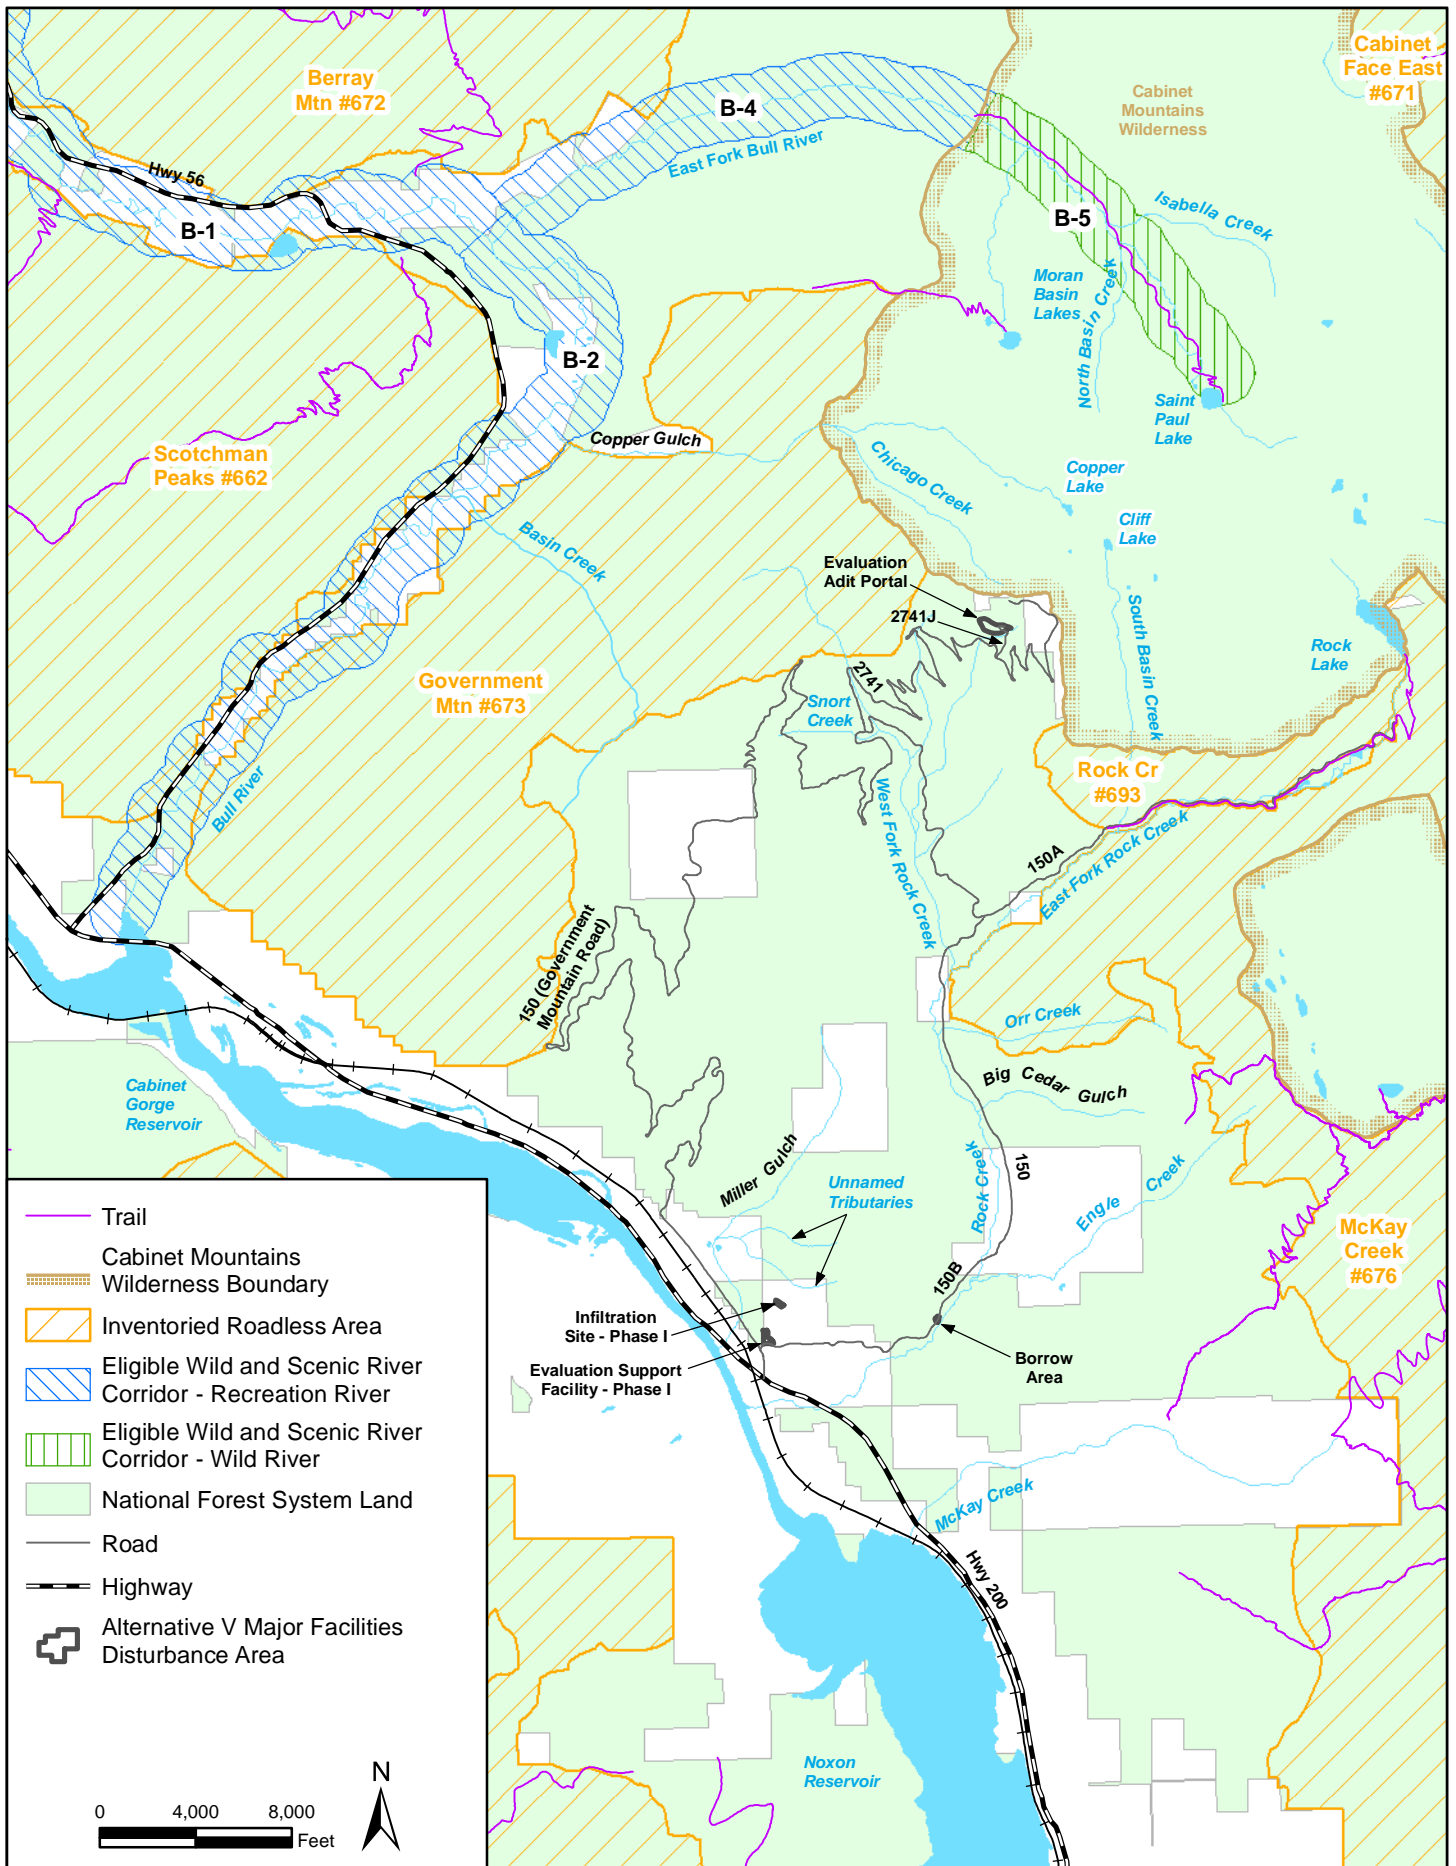 Berray
Mtn #672
Cabinet
Face East
#671
Cabinet
Mountains
Wilderness
B-4
East Fork Bull River
Hwy 56
B-1
B-5
Isabella Creek
Moran
Basin
Lakes
North Basin Creek
B-2
Saint
Paul
Lake
Copper Gulch
Scotchman
Peaks #662
Chicago Creek
Copper
Lake
Cliff
Lake
Basin Creek
Evaluation
Adit Portal
2741J
South Basin Creek
Rock
Lake
2741
Government
Mtn #673
Snort
Creek
Rock Cr
#693
Bull River
West Fork Rock Creek
150A
East Fork Rock Creek
150 (Government
Mountain Road)
Orr Creek
Big Cedar Gulch
Cabinet
Gorge
Reservoir
Miller Gulch
Rock Creek
150
Unnamed
Tributaries
Engle Creek
McKay
Creek
#676
150B
Infiltration
Site - Phase I
Evaluation Support
Facility - Phase I
Borrow
Area
McKay Creek
Hwy 200
Noxon
Reservoir
Trail
Cabinet Mountains
Wilderness Boundary
Inventoried Roadless Area
Eligible Wild and Scenic River
Corridor - Recreation River
Eligible Wild and Scenic River
Corridor - Wild River
National Forest System Land
Road
Highway
Alternative V Major Facilities
Disturbance Area
N
0 4,000 8,000
Feet